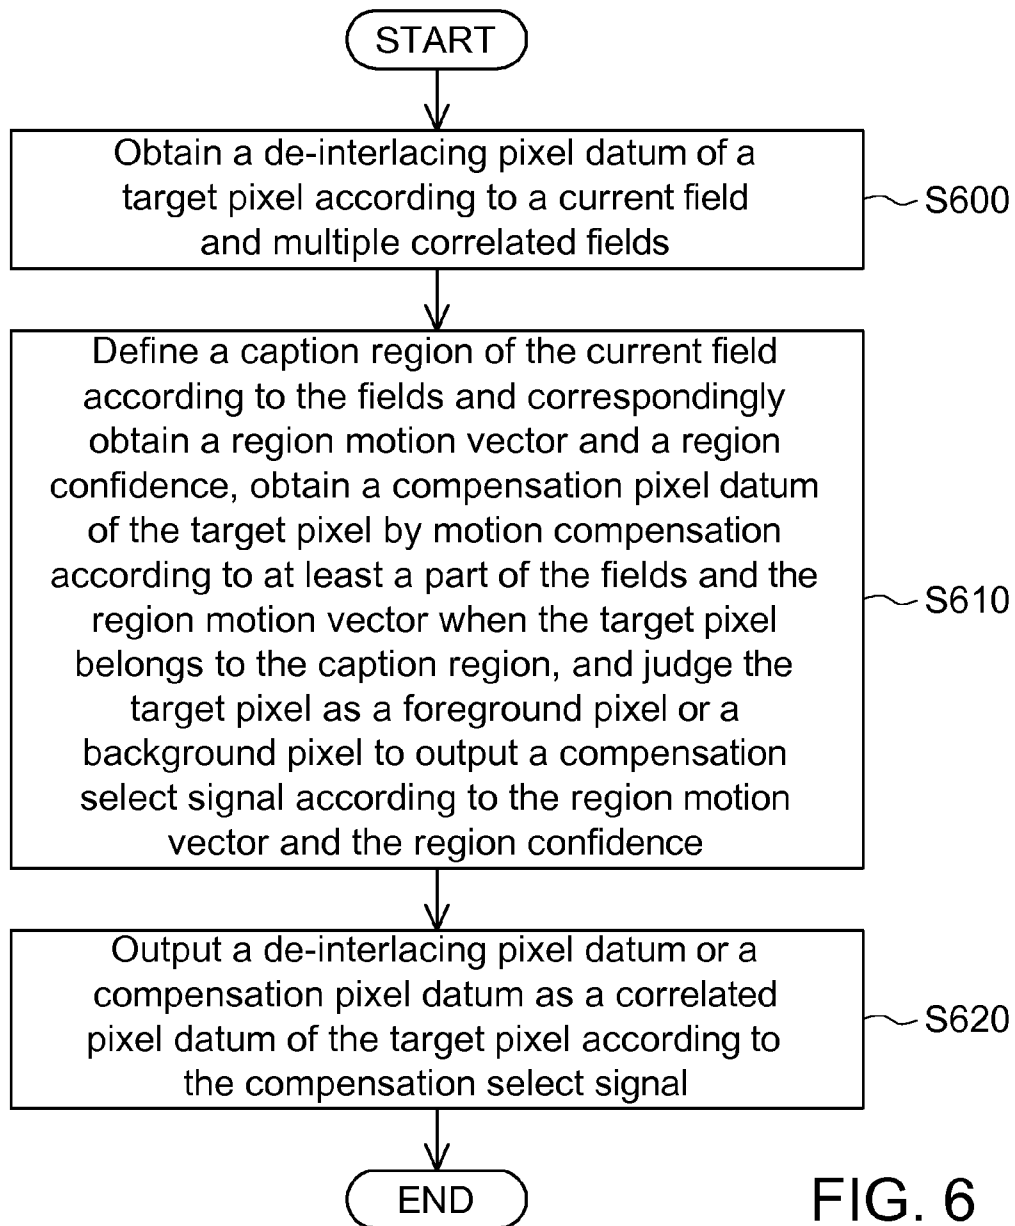 START
Obtain a de-interlacing pixel datum of a
target pixel according to a current field
and multiple correlated fields
S600
Define a caption region of the current field
according to the fields and correspondingly
obtain a region motion vector and a region
confidence, obtain a compensation pixel datum
of the target pixel by motion compensation
according to at least a part of the fields and the
region motion vector when the target pixel
belongs to the caption region, and judge the
target pixel as a foreground pixel or a
background pixel to output a compensation
select signal according to the region motion
vector and the region confidence
S610
Output a de-interlacing pixel datum or a
compensation pixel datum as a correlated
pixel datum of the target pixel according to
the compensation select signal
S620
END
FIG. 6